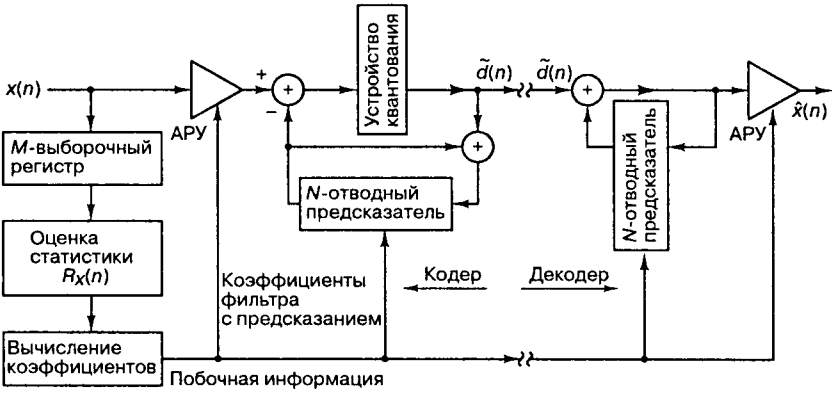 x(n)
АРУ
+
+
−
Устройство
квантования
d̃(n)
d̃(n)
+
АРУ
x̂(n)
+
M-выборочный
регистр
N-отводный
предсказатель
N-отводный
предсказатель
Оценка
статистики
Rx(n)
Коэффициенты
фильтра
с предсказанием
Кодер
Декодер
Вычисление
коэффициентов
Побочная информация